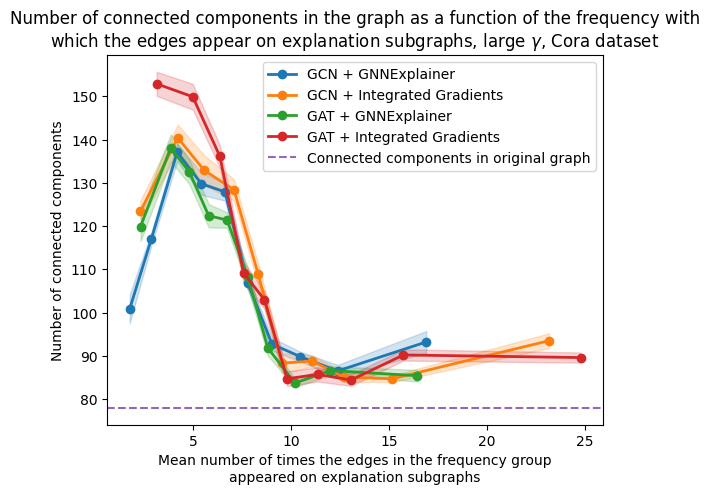 Number of connected components in the graph as a function of the frequency with
which the edges appear on explanation subgraphs, large γ, Cora dataset
GCN + GNNExplainer
GCN + Integrated Gradients
GAT + GNNExplainer
GAT + Integrated Gradients
Connected components in original graph
Number of connected components
150
140
130
120
110
100
90
80
5
10
15
20
25
Mean number of times the edges in the frequency group
appeared on explanation subgraphs